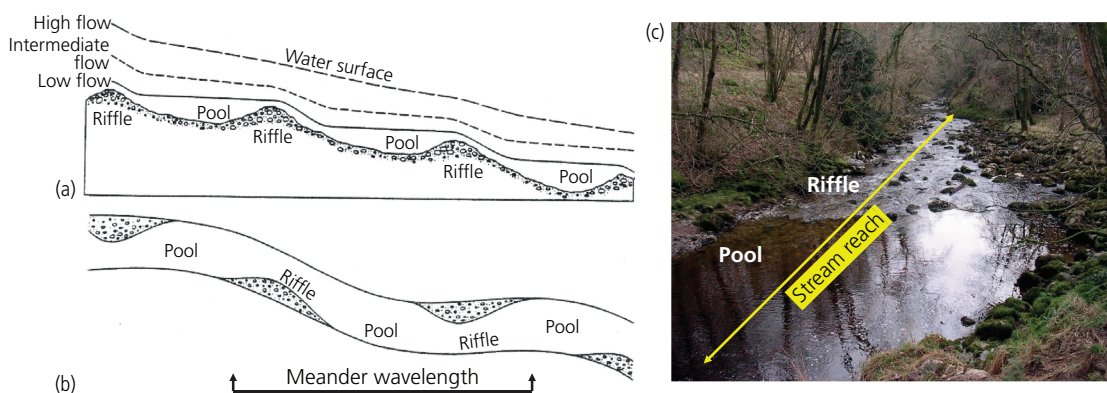 High flow
Intermediate
flow
Low flow
Water surface
Riffle
Pool
Riffle
Pool
Riffle
Pool
(a)
Pool
Riffle
Pool
Riffle
Pool
(b)
Meander wavelength
(c)
Riffle
Pool
Stream reach